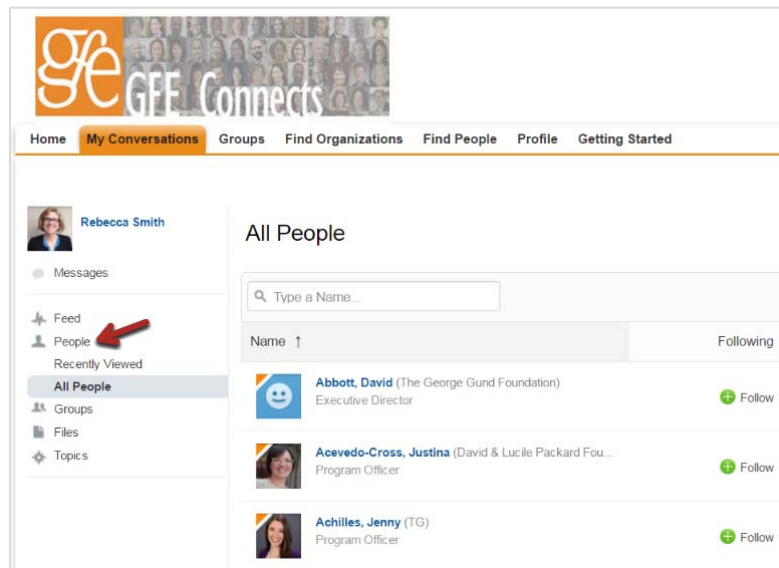 gfe
GFE Connects
Home My Conversations Groups Find Organizations Find People Profile Getting Started
Rebecca Smith
Messages
Feed
People
Recently Viewed
All People
Groups
Files
Topics
All People
Type a Name...
Name ↑ Following
Abbott, David (The George Gund Foundation)
Executive Director
Follow
Acevedo-Cross, Justina (David & Lucile Packard Fou...
Program Officer
Follow
Achilles, Jenny (TG)
Program Officer
Follow